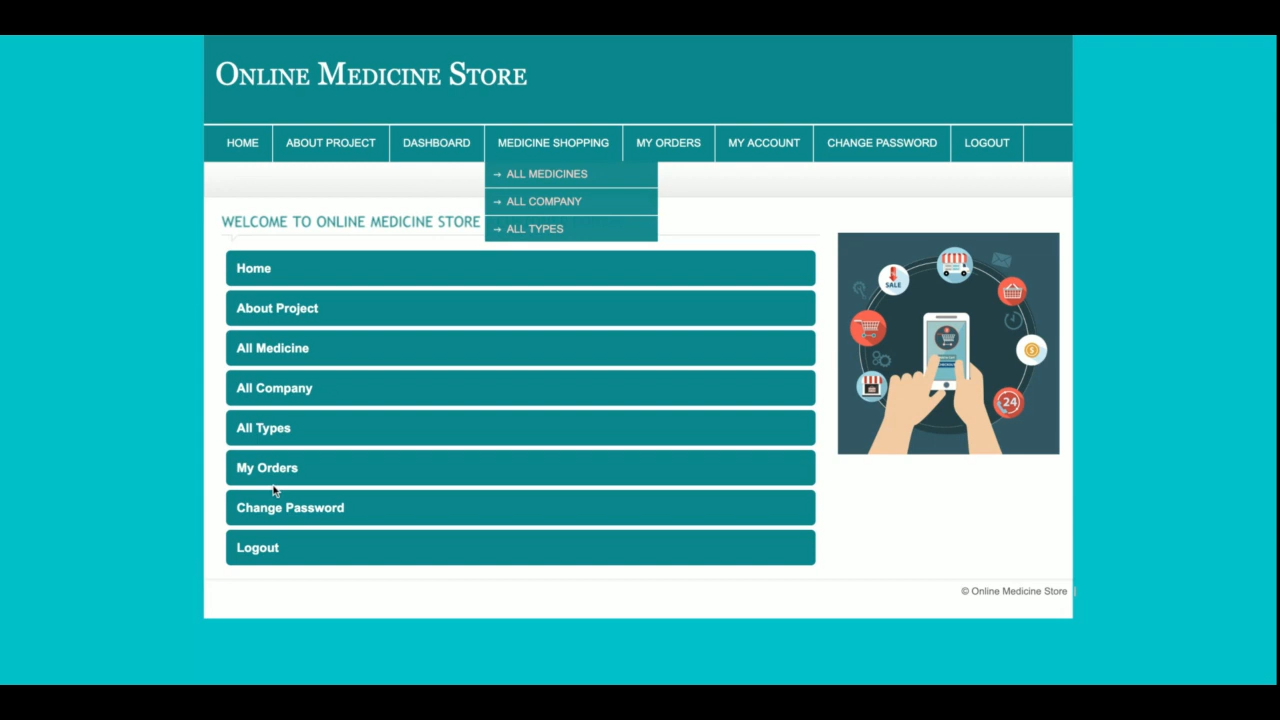 ONLINE MEDICINE STORE
HOME ABOUT PROJECT DASHBOARD MEDICINE SHOPPING MY ORDERS MY ACCOUNT CHANGE PASSWORD LOGOUT
→ ALL MEDICINES
→ ALL COMPANY
→ ALL TYPES
WELCOME TO ONLINE MEDICINE STORE
Home
About Project
All Medicine
All Company
All Types
My Orders
Change Password
Logout
SALE
24
© Online Medicine Store